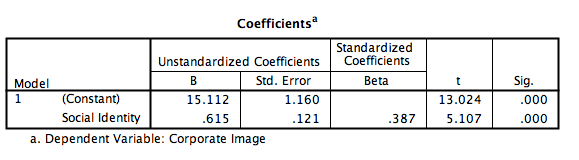 Coefficientsa
Unstandardized Coefficients Standardized Coefficients
Model B Std. Error Beta t Sig.
1 (Constant) 15.112 1.160 13.024 .000
Social Identity .615 .121 .387 5.107 .000
a. Dependent Variable: Corporate Image